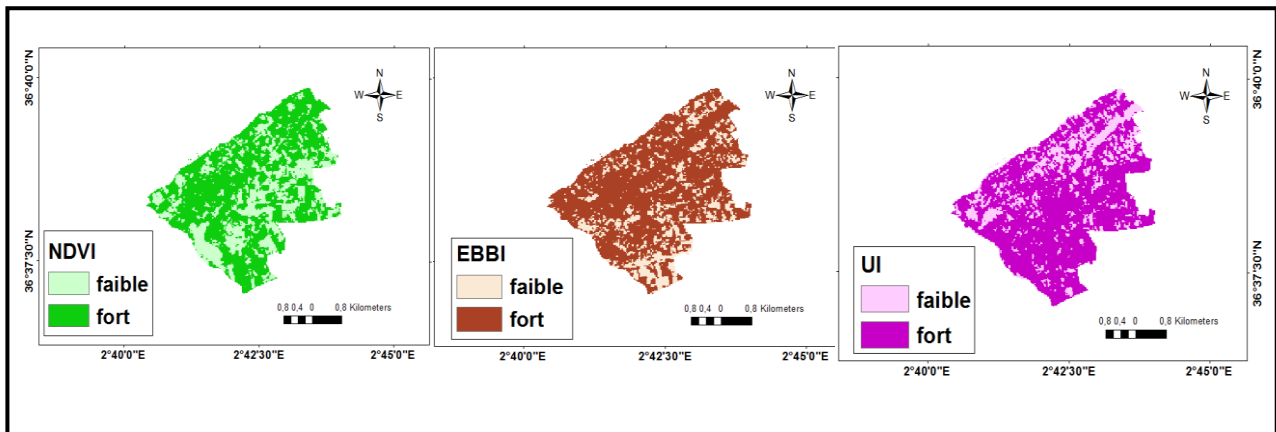 N
W E
S
36°40'0"N
36°37'30"N
NDVI
faible
fort
0,8 0,4 0 0,8 Kilometers
2°40'0"E 2°42'30"E 2°45'0"E
N
W E
S
EBBI
faible
fort
0,8 0,4 0 0,8 Kilometers
2°40'0"E 2°42'30"E 2°45'0"E
N
W E
S
36°40'0"N
36°37'30"N
UI
faible
fort
0,8 0,4 0 0,8 Kilometers
2°40'0"E 2°42'30"E 2°45'0"E